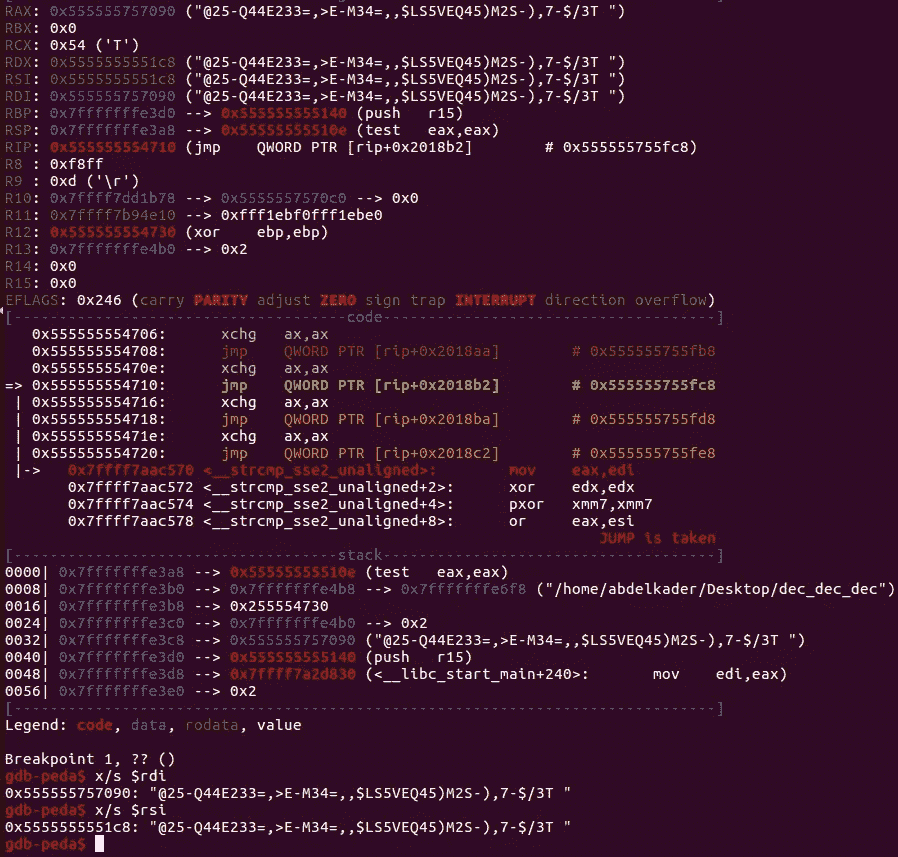 RAX: 0x555555757090 ("@25-Q44E233=,>E-M34=,,$LS5VEQ45)M2S-),7-$/3T ")
RBX: 0x0
RCX: 0x54 ('T')
RDX: 0x5555555551c8 ("@25-Q44E233=,>E-M34=,,$LS5VEQ45)M2S-),7-$/3T ")
RSI: 0x5555555551c8 ("@25-Q44E233=,>E-M34=,,$LS5VEQ45)M2S-),7-$/3T ")
RDI: 0x555555757090 ("@25-Q44E233=,>E-M34=,,$LS5VEQ45)M2S-),7-$/3T ")
RBP: 0x7fffffffe3d0 --> 0x555555555140 (push   r15)
RSP: 0x7fffffffe3a8 --> 0x55555555510e (test   eax,eax)
RIP: 0x555555554710 (jmp    QWORD PTR [rip+0x2018b2]        # 0x555555755fc8)
R8 : 0xf8ff
R9 : 0xd ('\r')
R10: 0x7ffff7dd1b78 --> 0x5555557570c0 --> 0x0
R11: 0x7ffff7b94e10 --> 0xfff1ebf0fff1ebe0
R12: 0x555555554730 (xor    ebp,ebp)
R13: 0x7fffffffe4b0 --> 0x2
R14: 0x0
R15: 0x0
EFLAGS: 0x246 (carry PARITY adjust ZERO sign trap INTERRUPT direction overflow)
[-------------------------------------code-------------------------------------]
   0x555555554706:      xchg   ax,ax
   0x555555554708:      jmp    QWORD PTR [rip+0x2018aa]        # 0x555555755fb8
   0x55555555470e:      xchg   ax,ax
=> 0x555555554710:      jmp    QWORD PTR [rip+0x2018b2]        # 0x555555755fc8
 | 0x555555554716:      xchg   ax,ax
 | 0x555555554718:      jmp    QWORD PTR [rip+0x2018ba]        # 0x555555755fd8
 | 0x55555555471e:      xchg   ax,ax
 | 0x555555554720:      jmp    QWORD PTR [rip+0x2018c2]        # 0x555555755fe8
 |->   0x7ffff7aac570 <__strcmp_sse2_unaligned>:        mov    eax,edi
       0x7ffff7aac572 <__strcmp_sse2_unaligned+2>:      xor    edx,edx
       0x7ffff7aac574 <__strcmp_sse2_unaligned+4>:      pxor   xmm7,xmm7
       0x7ffff7aac578 <__strcmp_sse2_unaligned+8>:      or     eax,esi
                                                                  JUMP is taken
[------------------------------------stack-------------------------------------]
0000| 0x7fffffffe3a8 --> 0x55555555510e (test   eax,eax)
0008| 0x7fffffffe3b0 --> 0x7fffffffe4b8 --> 0x7fffffffe6f8 ("/home/abdelkader/Desktop/dec_dec_dec")
0016| 0x7fffffffe3b8 --> 0x255554730
0024| 0x7fffffffe3c0 --> 0x7fffffffe4b0 --> 0x2
0032| 0x7fffffffe3c8 --> 0x555555757090 ("@25-Q44E233=,>E-M34=,,$LS5VEQ45)M2S-),7-$/3T ")
0040| 0x7fffffffe3d0 --> 0x555555555140 (push   r15)
0048| 0x7fffffffe3d8 --> 0x7ffff7a2d830 (<__libc_start_main+240>:       mov    edi,eax)
0056| 0x7fffffffe3e0 --> 0x2
[------------------------------------------------------------------------------]
Legend: code, data, rodata, value
Breakpoint 1, ?? ()
gdb-peda$ x/s $rdi
0x555555757090: "@25-Q44E233=,>E-M34=,,$LS5VEQ45)M2S-),7-$/3T "
gdb-peda$ x/s $rsi
0x5555555551c8: "@25-Q44E233=,>E-M34=,,$LS5VEQ45)M2S-),7-$/3T "
gdb-peda$